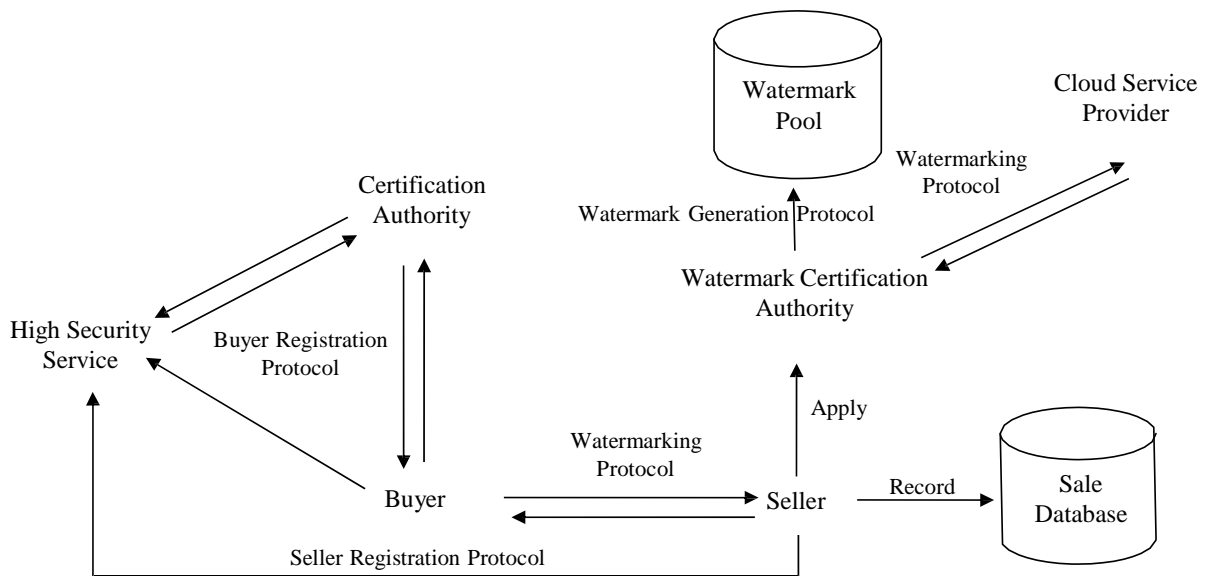 Watermark
Pool
Cloud Service
Provider
Watermarking
Protocol
Certification
Authority
Watermark Generation Protocol
Watermark Certification
Authority
High Security
Service
Buyer Registration
Protocol
Apply
Watermarking
Protocol
Buyer
Seller
Record
Sale
Database
Seller Registration Protocol